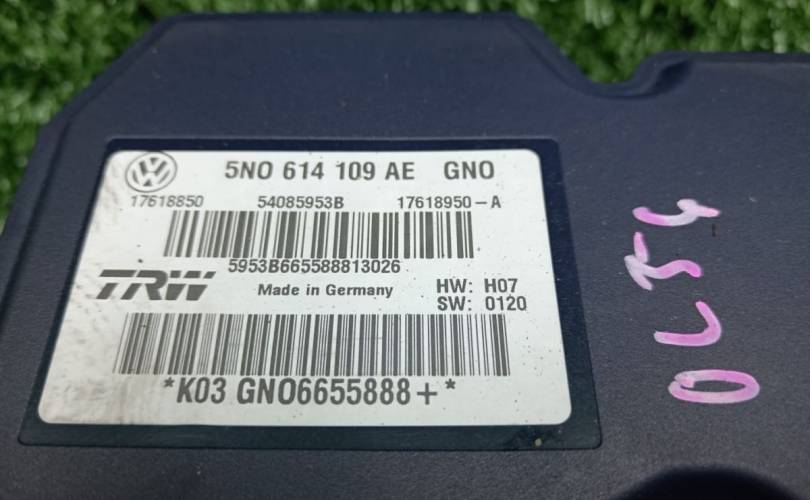 VW
5N0 614 109 AE GNO
17618850 54085953B 17618950-A
5953B665588813026
TRW Made in Germany HW: H07
SW: 0120
*K03 GNO6655888+*